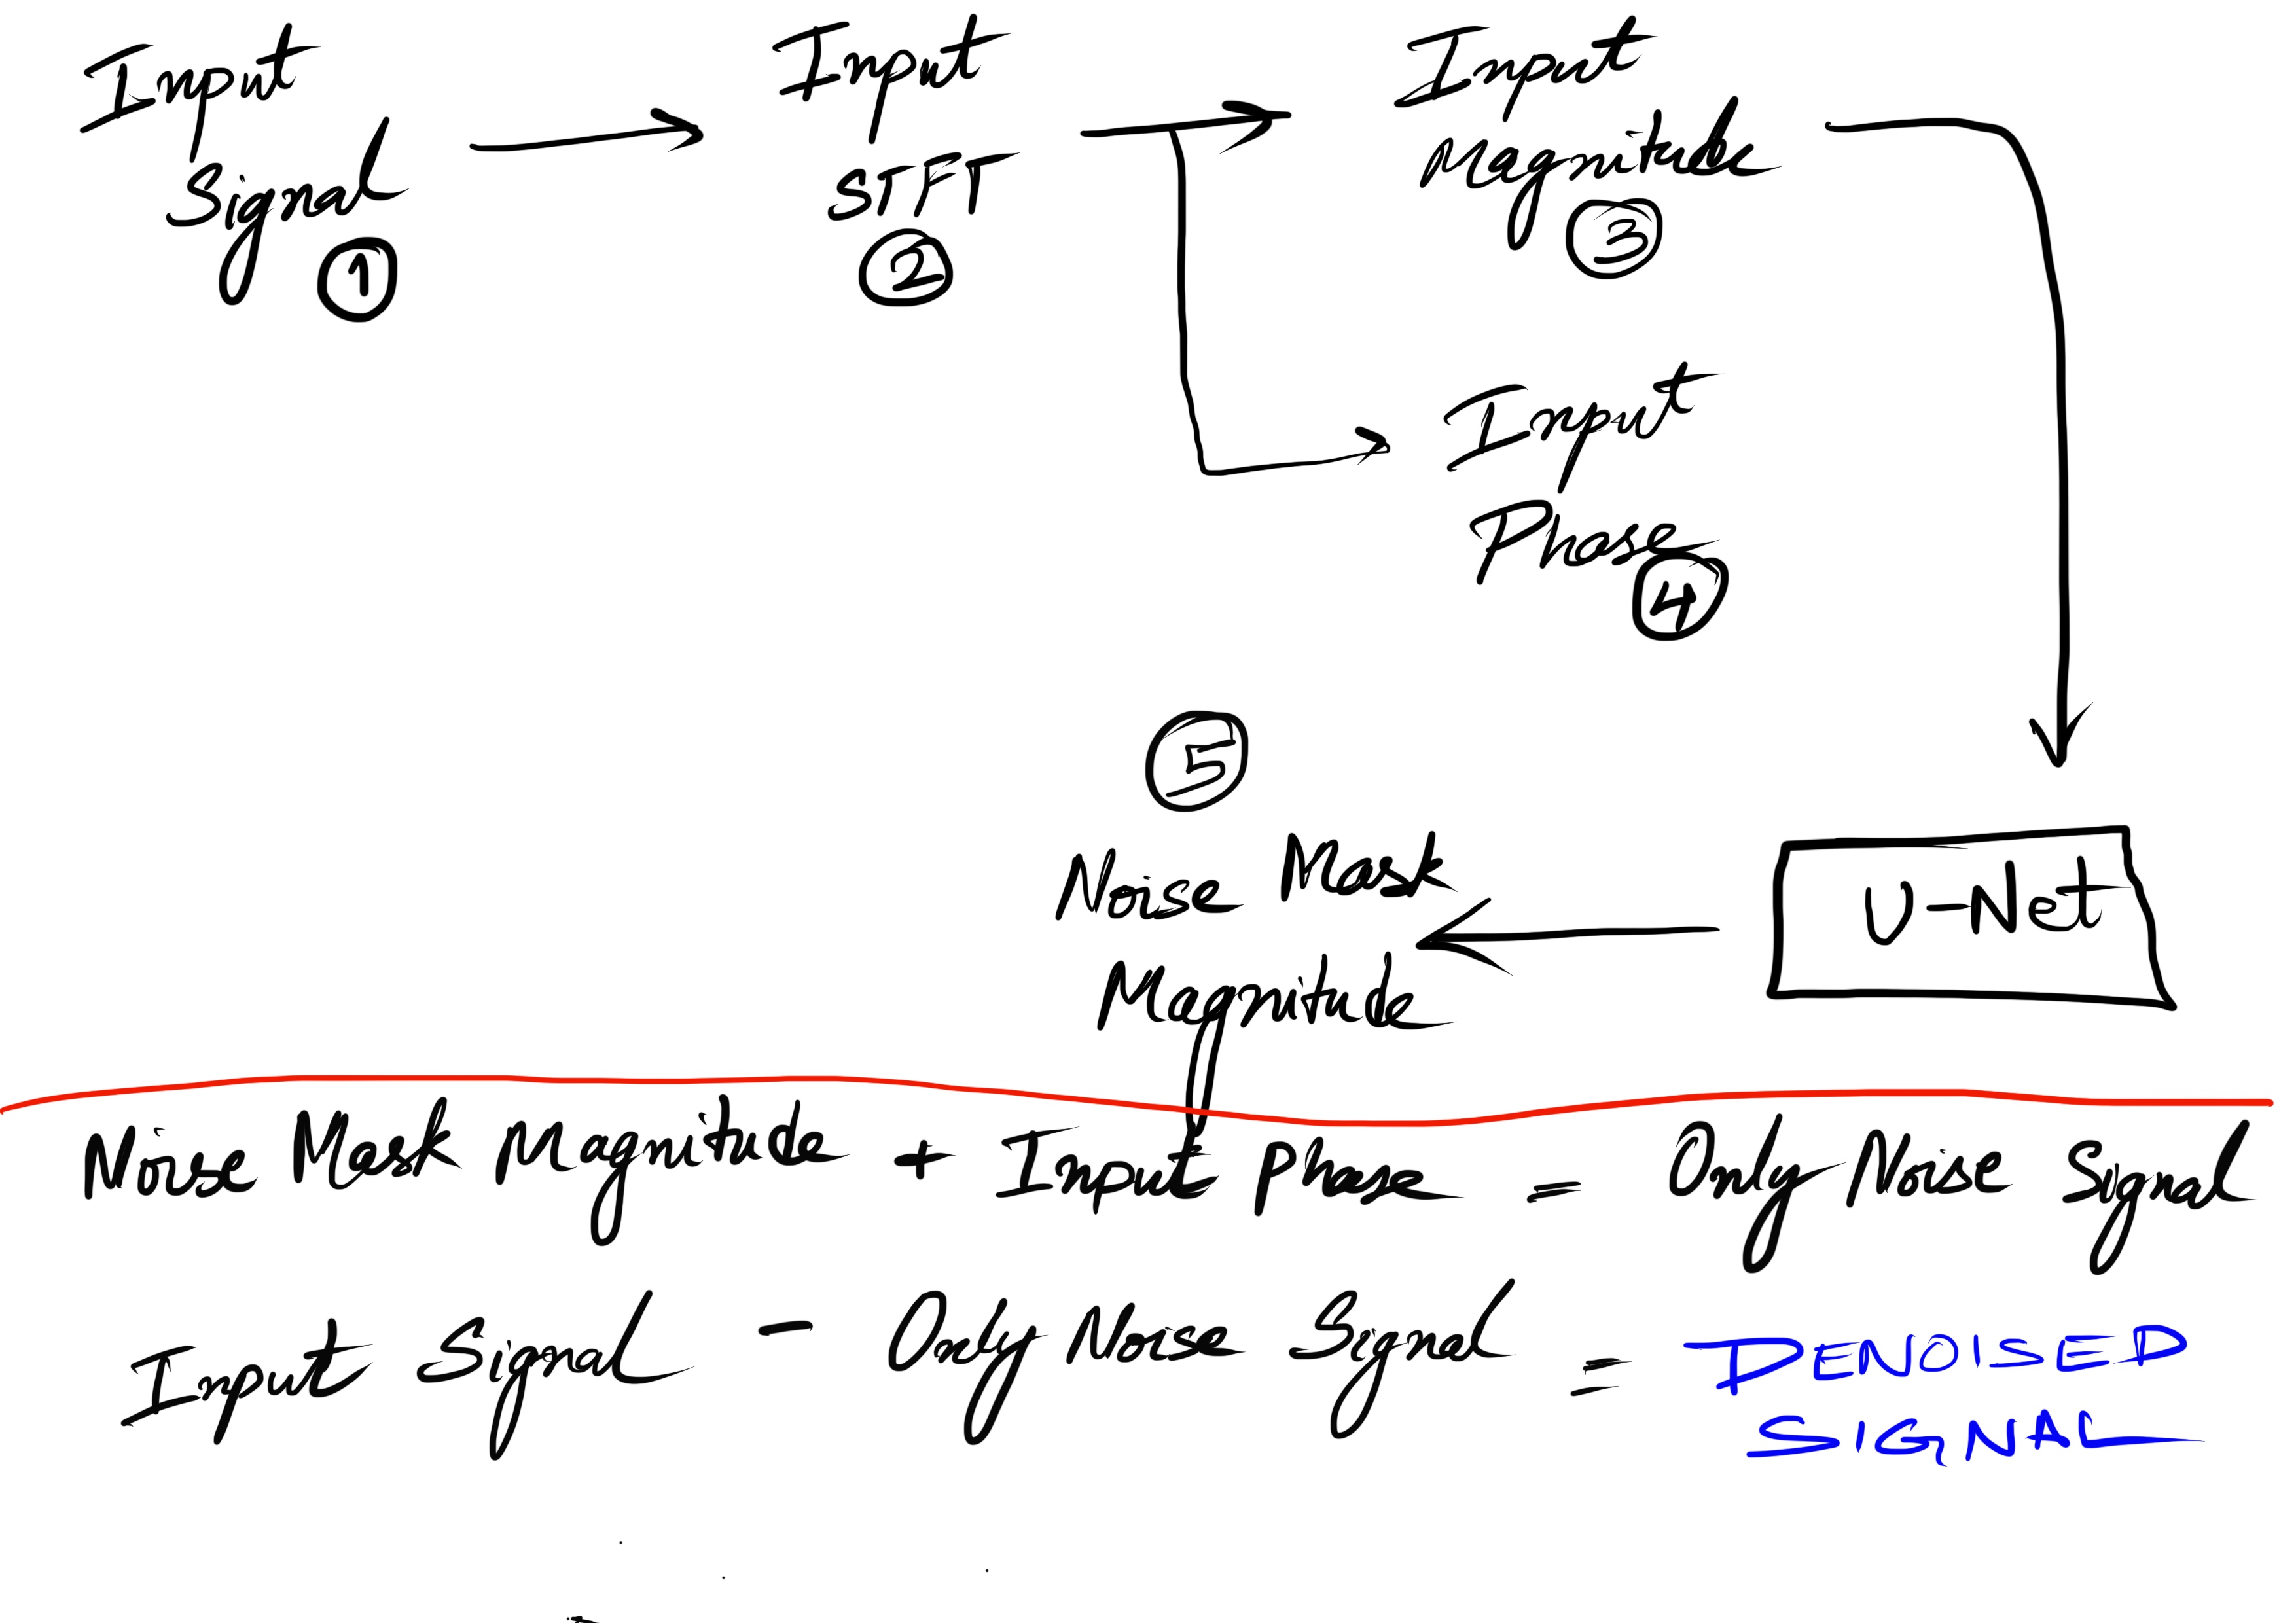 Input
Signal
1
Input
STFT
2
Input
Magnitude
3
Input
Phase
4
5
Noise Mask
Magnitude
U-Net
Noise Mask Magnitude + Input Phase = Only Noise Signal
Input Signal - Only Noise Signal = DENOISED
SIGNAL